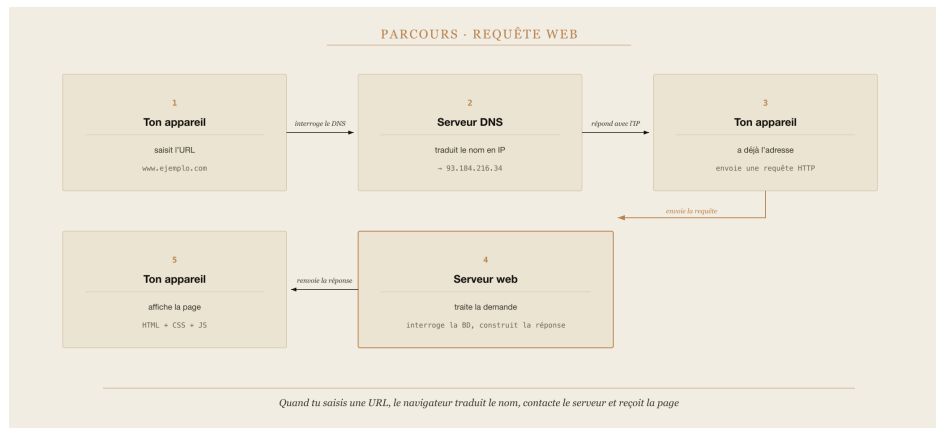 PARCOURS · REQUÊTE WEB
1
Ton appareil
saisit l'URL
www.ejemplo.com
interroge le DNS
2
Serveur DNS
traduit le nom en IP
→ 93.184.216.34
répond avec l'IP
3
Ton appareil
a déjà l'adresse
envoie une requête HTTP
envoie la requête
4
Serveur web
traite la demande
interroge la BD, construit la réponse
renvoie la réponse
5
Ton appareil
affiche la page
HTML + CSS + JS
Quand tu saisis une URL, le navigateur traduit le nom, contacte le serveur et reçoit la page